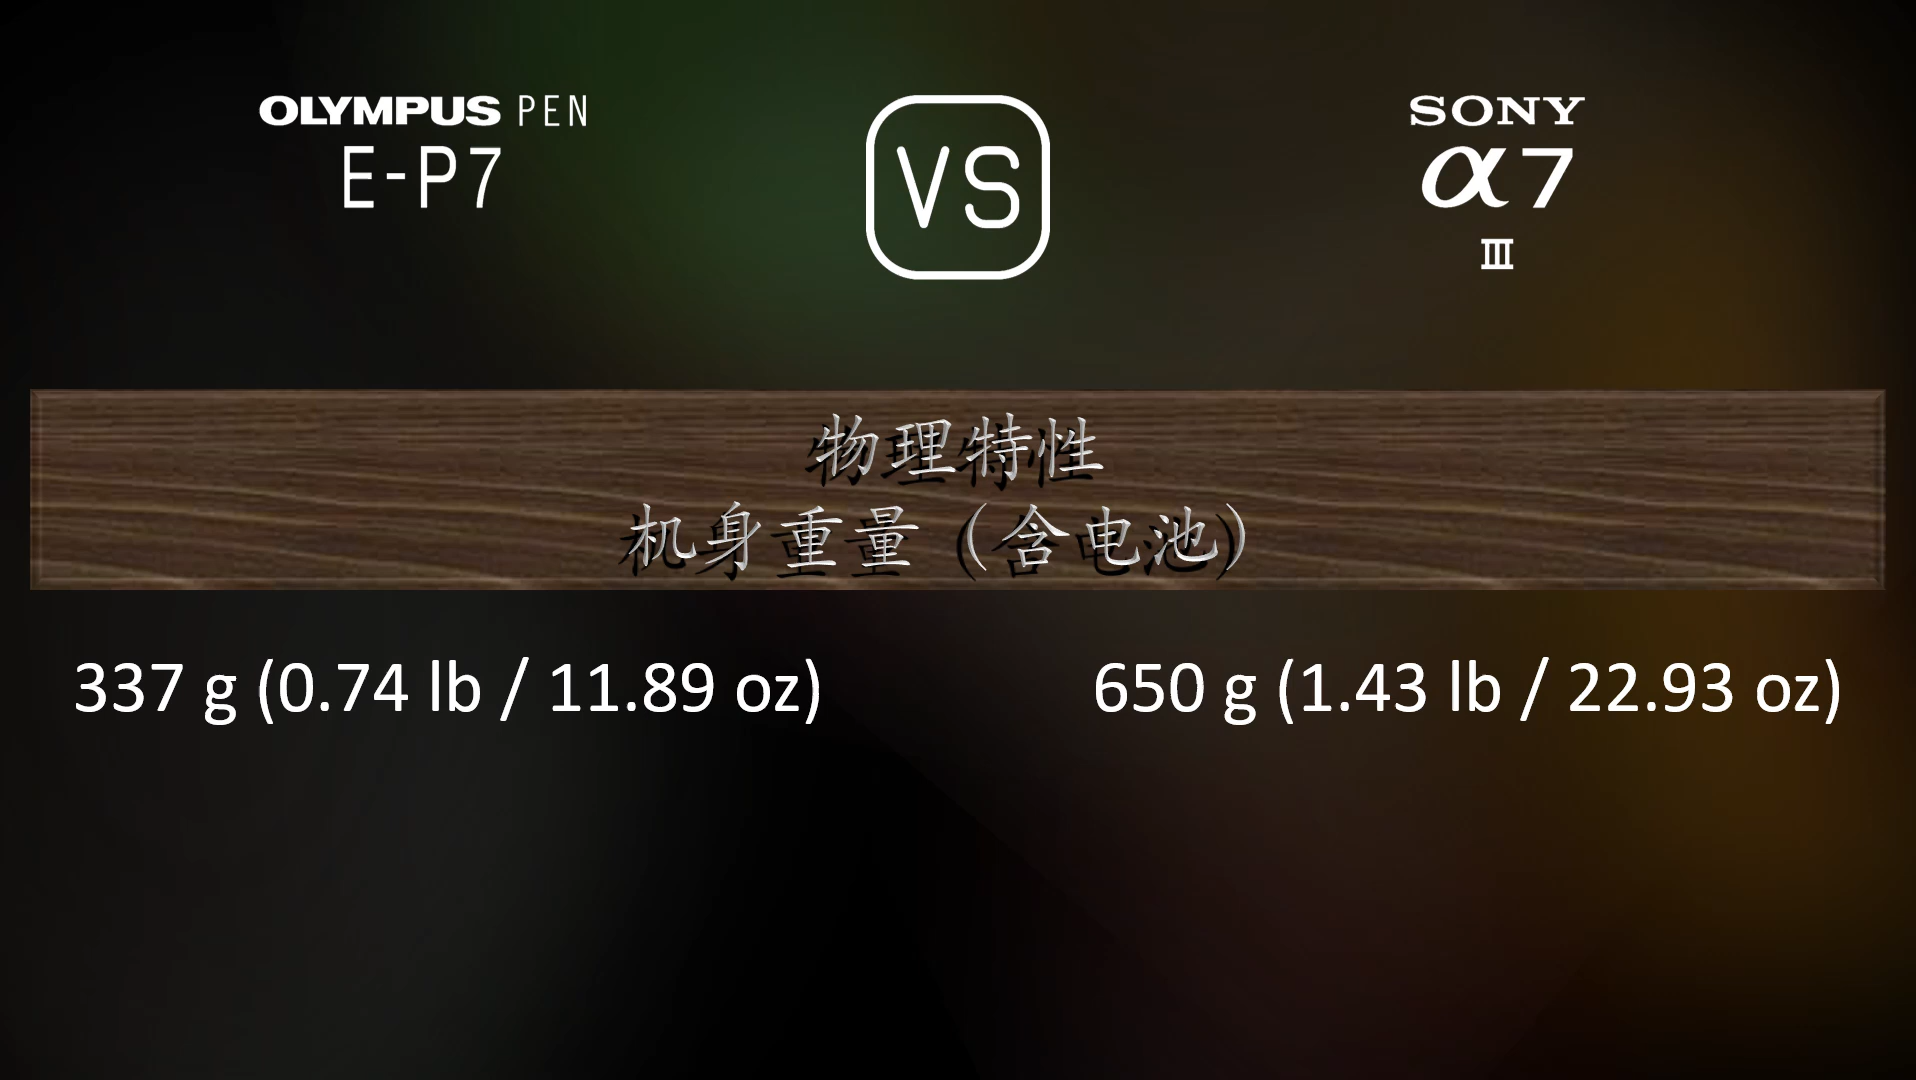 OLYMPUS PEN
E-P7
VS
SONY
α7
III
物理特性
机身重量（含电池）
337 g (0.74 lb / 11.89 oz)
650 g (1.43 lb / 22.93 oz)